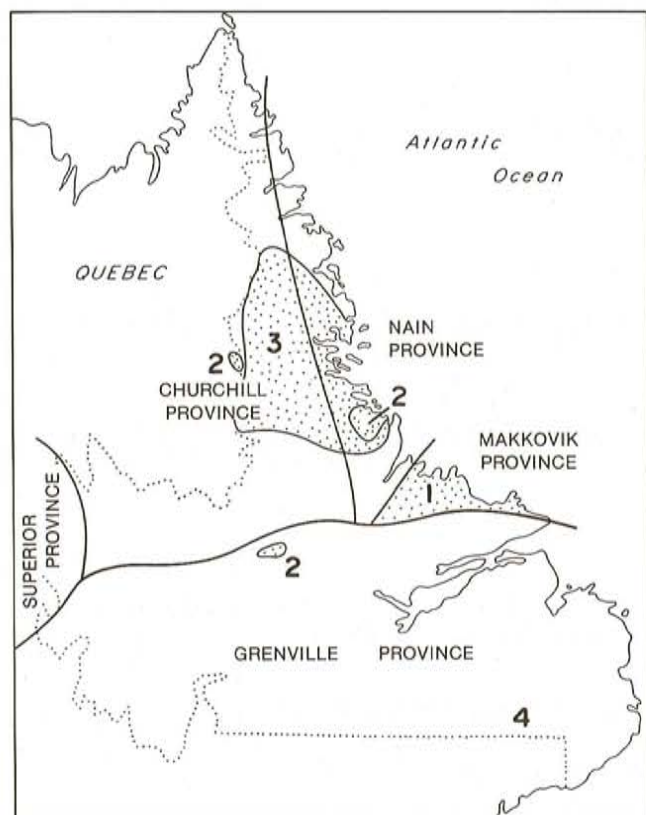 Atlantic
Ocean
QUEBEC
NAIN
PROVINCE
3
2
CHURCHILL
PROVINCE
2
MAKKOVIK
PROVINCE
1
SUPERIOR
PROVINCE
2
GRENVILLE PROVINCE
4